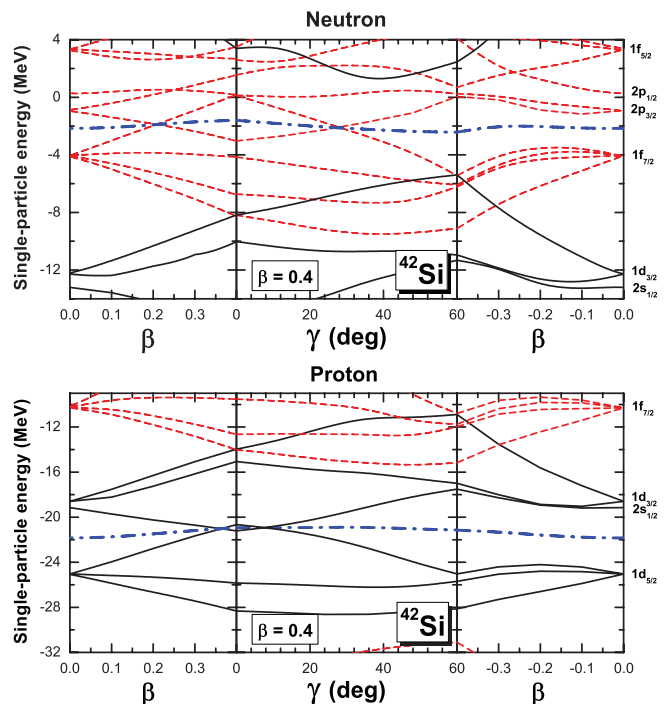 Neutron
Single-particle energy (MeV)
4
0
-4
-8
-12
1f5/2
2p1/2
2p3/2
1f7/2
1d3/2
2s1/2
β = 0.4
42Si
0.0 0.1 0.2 0.3 0 20 40 60 -0.3 -0.2 -0.1 0.0
β γ (deg) β
Proton
Single-particle energy (MeV)
-12
-16
-20
-24
-28
-32
1f7/2
1d3/2
2s1/2
1d5/2
β = 0.4
42Si
0.0 0.1 0.2 0.3 0 20 40 60 -0.3 -0.2 -0.1 0.0
β γ (deg) β